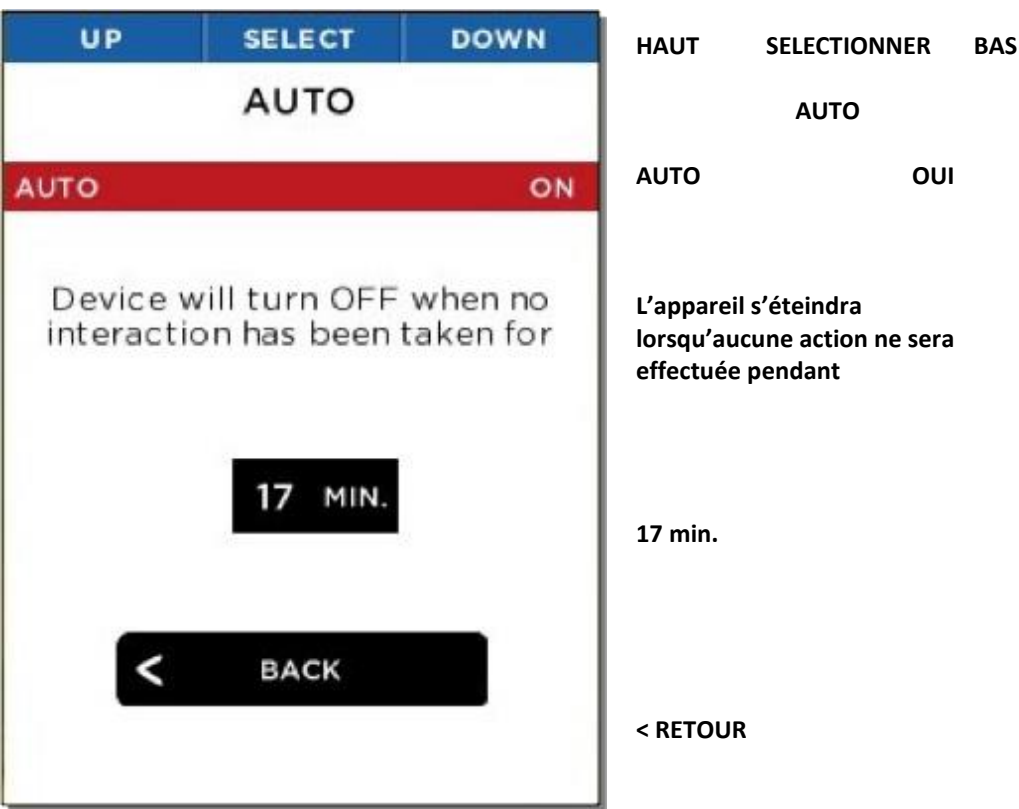 UP SELECT DOWN
AUTO
AUTO ON
Device will turn OFF when no
interaction has been taken for
17 MIN.
< BACK
HAUT SELECTIONNER BAS
AUTO
AUTO OUI
L’appareil s’éteindra
lorsqu’aucune action ne sera
effectuée pendant
17 min.
< RETOUR